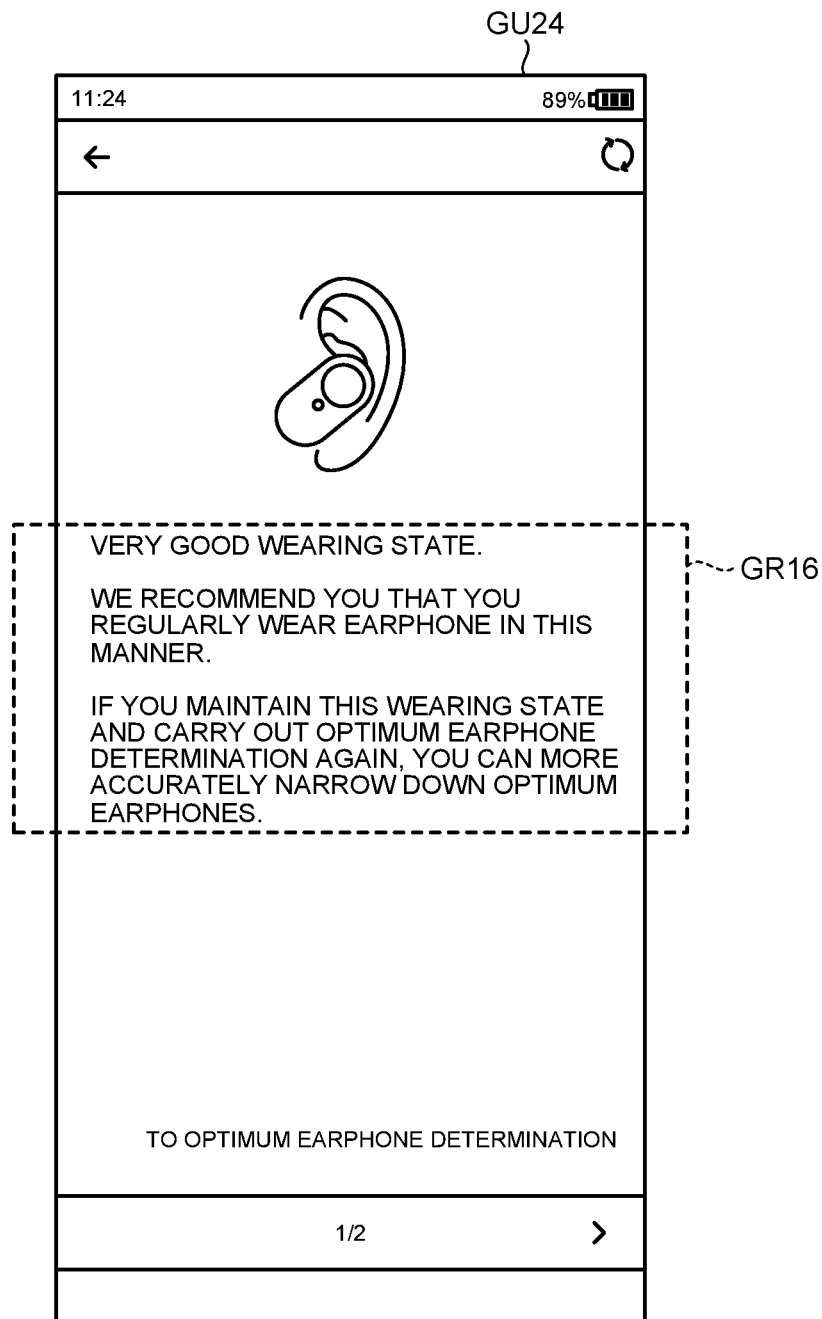 GU24
11:24
89%
VERY GOOD WEARING STATE.
WE RECOMMEND YOU THAT YOU
REGULARLY WEAR EARPHONE IN THIS
MANNER.
GR16
IF YOU MAINTAIN THIS WEARING STATE
AND CARRY OUT OPTIMUM EARPHONE
DETERMINATION AGAIN, YOU CAN MORE
ACCURATELY NARROW DOWN OPTIMUM
EARPHONES.
TO OPTIMUM EARPHONE DETERMINATION
1/2